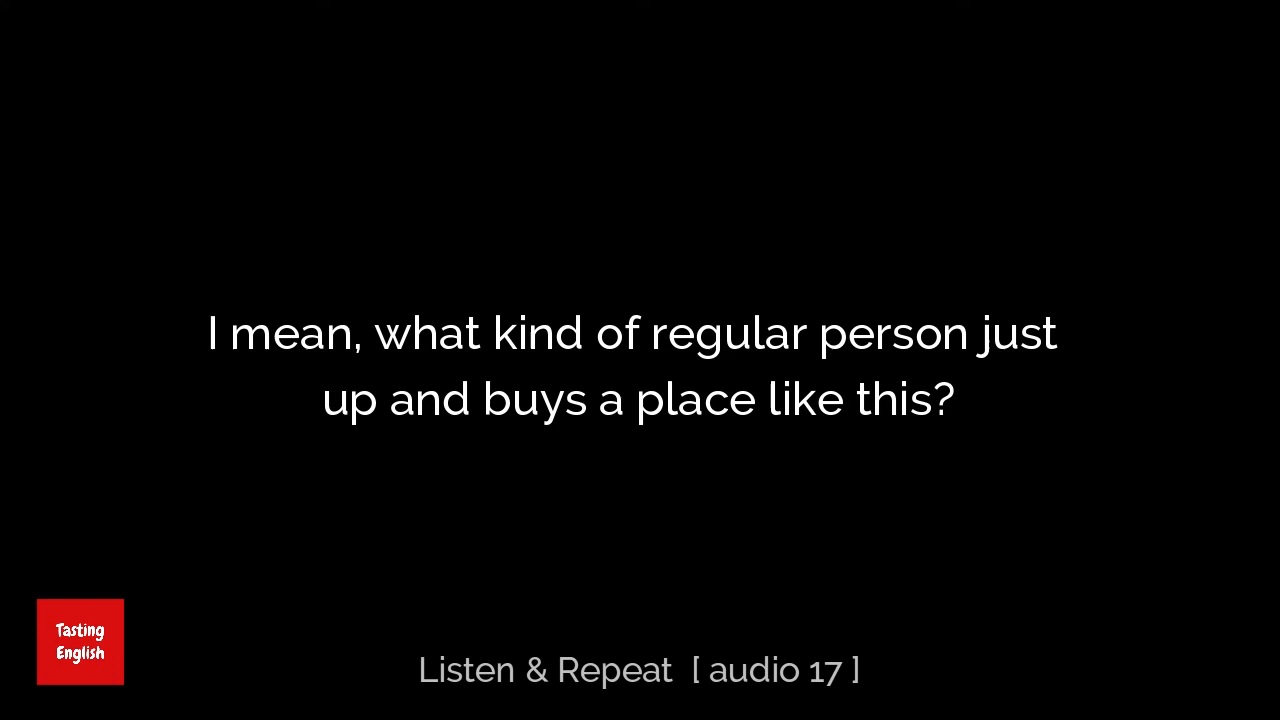 I mean, what kind of regular person just
up and buys a place like this?
Tasting
English
Listen & Repeat [ audio 17 ]